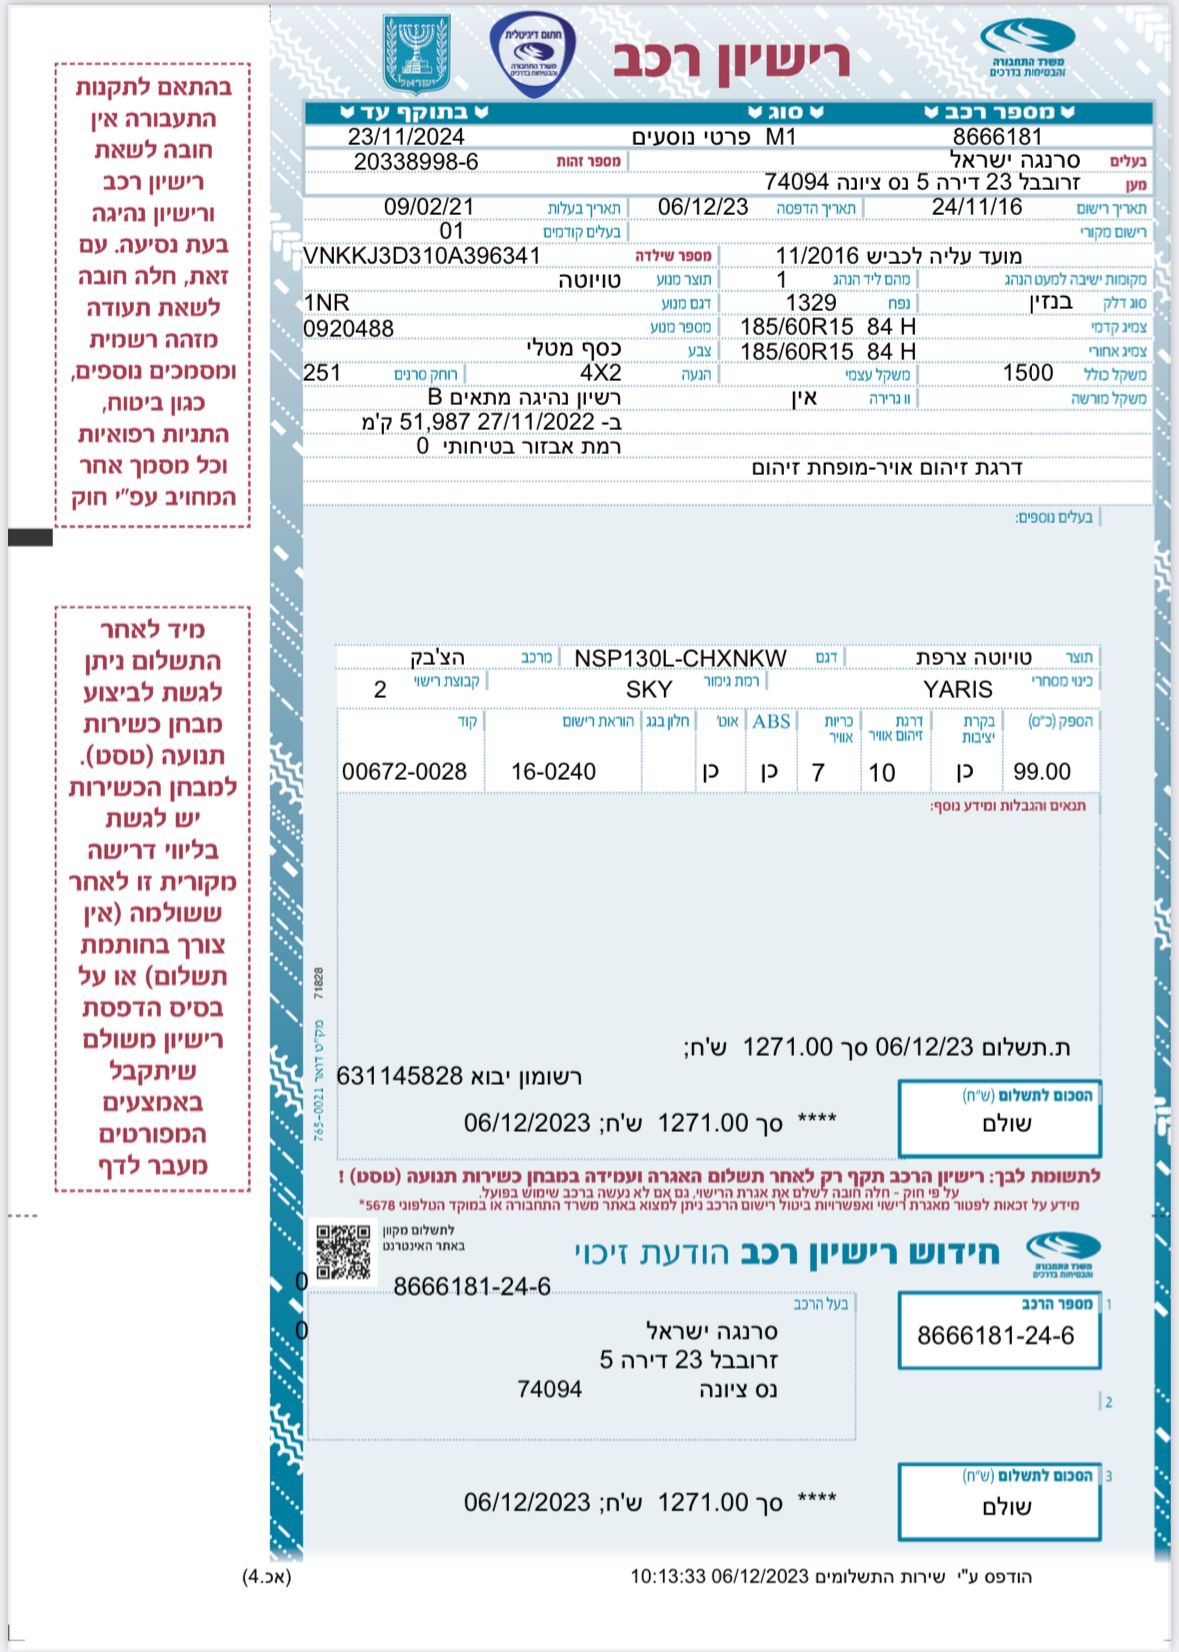 משרד התחבורה
והבטיחות בדרכים
רישיון רכב
חתום דיגיטלית
משרד התחבורה
והבטיחות בדרכים
ישראל
מספר רכב סוג בתוקף עד
8666181 M1 פרטי נוסעים 23/11/2024
בעלים סרנגה ישראל מספר זהות 20338998-6
מען זרובבל 23 דירה 5 נס ציונה 74094
תאריך רישום 24/11/16 תאריך הדפסה 06/12/23 תאריך בעלות 09/02/21
רישום מקורי בעלים קודמים 01
מועד עליה לכביש 11/2016 מספר שילדה VNKKJ3D310A396341
מקומות ישיבה למעט הנהג מהם ליד הנהג 1 תוצר מנוע טויוטה
סוג דלק בנזין נפח 1329 דגם מנוע 1NR
צמיג קדמי 185/60R15 84 H מספר מנוע 0920488
צמיג אחורי 185/60R15 84 H צבע כסף מטלי
משקל כולל 1500 משקל עצמי הנעה 4X2 רוחק סרנים 251
משקל מורשה וו גרירה אין רשיון נהיגה מתאים B
ב- 27/11/2022 51,987 ק'מ
רמת אבזור בטיחותי 0
דרגת זיהום אויר-מופחת זיהום
בעלים נוספים:
תוצר טויוטה צרפת דגם NSP130L-CHXNKW מרכב הצ'בק
כינוי מסחרי YARIS רמת גימור SKY קבוצת רישוי 2
הספק (כ"ס) בקרת יציבות דרגת זיהום אוויר כריות אוויר ABS אוט' חלון בגג הוראת רישום קוד
99.00 כן 10 7 כן כן 16-0240 00672-0028
תנאים והגבלות ומידע נוסף:
ת.תשלום 06/12/23 סך 1271.00 ש'ח;
רשומון יבוא 631145828
הסכום לתשלום (ש"ח)
שולם
**** סך 1271.00 ש'ח; 06/12/2023
מק"ט דואר 765-0021 71828
לתשומת לבך: רישיון הרכב תקף רק לאחר תשלום האגרה ועמידה במבחן כשירות תנועה (טסט) !
על פי חוק - חלה חובה לשלם את אגרת הרישוי, גם אם לא נעשה ברכב שימוש בפועל.
מידע על זכאות לפטור מאגרת רישוי ואפשרויות ביטול רישום הרכב ניתן למצוא באתר משרד התחבורה או במוקד הטלפוני 5678*
משרד התחבורה
והבטיחות בדרכים
חידוש רישיון רכב הודעת זיכוי
לתשלום מקוון
באתר האינטרנט
0 8666181-24-6
1 מספר הרכב
8666181-24-6
בעל הרכב
0
סרנגה ישראל
זרובבל 23 דירה 5
נס ציונה 74094
2
3 הסכום לתשלום (ש"ח)
שולם
**** סך 1271.00 ש'ח; 06/12/2023
הודפס ע"י שירות התשלומים 06/12/2023 10:13:33
(אכ.4)
בהתאם לתקנות
התעבורה אין
חובה לשאת
רישיון רכב
ורישיון נהיגה
בעת נסיעה. עם
זאת, חלה חובה
לשאת תעודה
מזהה רשמית
ומסמכים נוספים,
כגון ביטוח,
התניות רפואיות
וכל מסמך אחר
המחויב עפ"י חוק
מיד לאחר
התשלום ניתן
לגשת לביצוע
מבחן כשירות
תנועה (טסט).
למבחן הכשירות
יש לגשת
בליווי דרישה
מקורית זו לאחר
ששולמה (אין
צורך בחותמת
תשלום) או על
בסיס הדפסת
רישיון משולם
שיתקבל
באמצעים
המפורטים
מעבר לדף